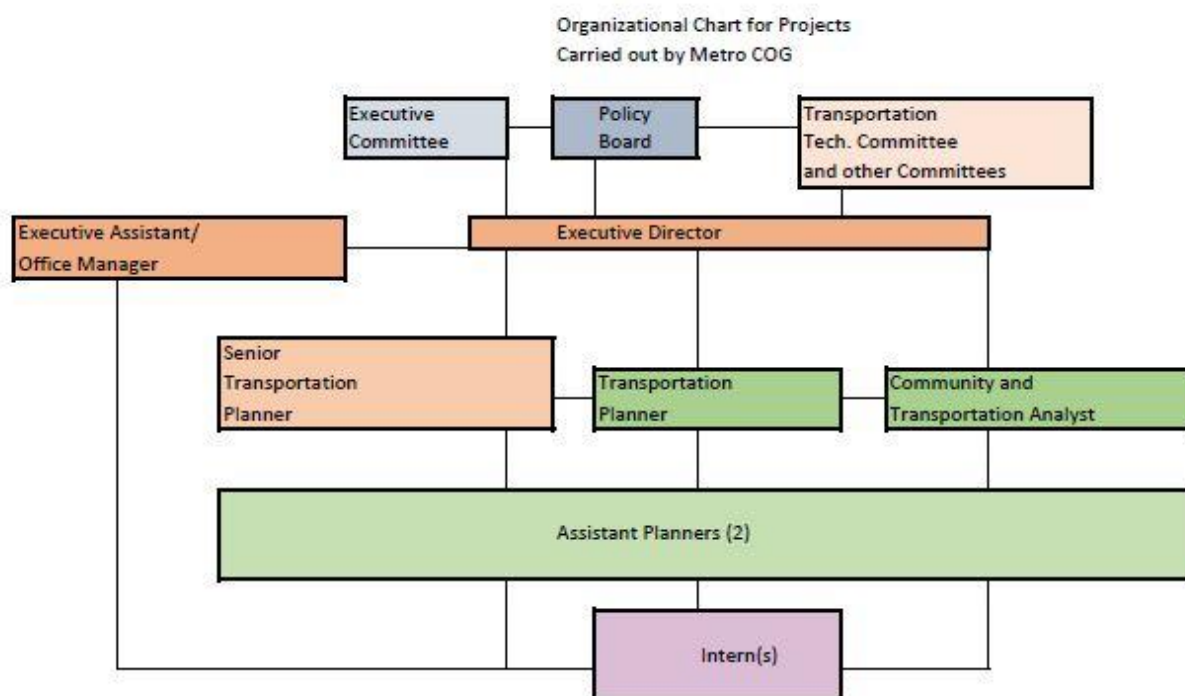 Organizational Chart for Projects
Carried out by Metro COG
Executive
Committee
Policy
Board
Transportation
Tech. Committee
and other Committees
Executive Assistant/
Office Manager
Executive Director
Senior
Transportation
Planner
Transportation
Planner
Community and
Transportation Analyst
Assistant Planners (2)
Intern(s)